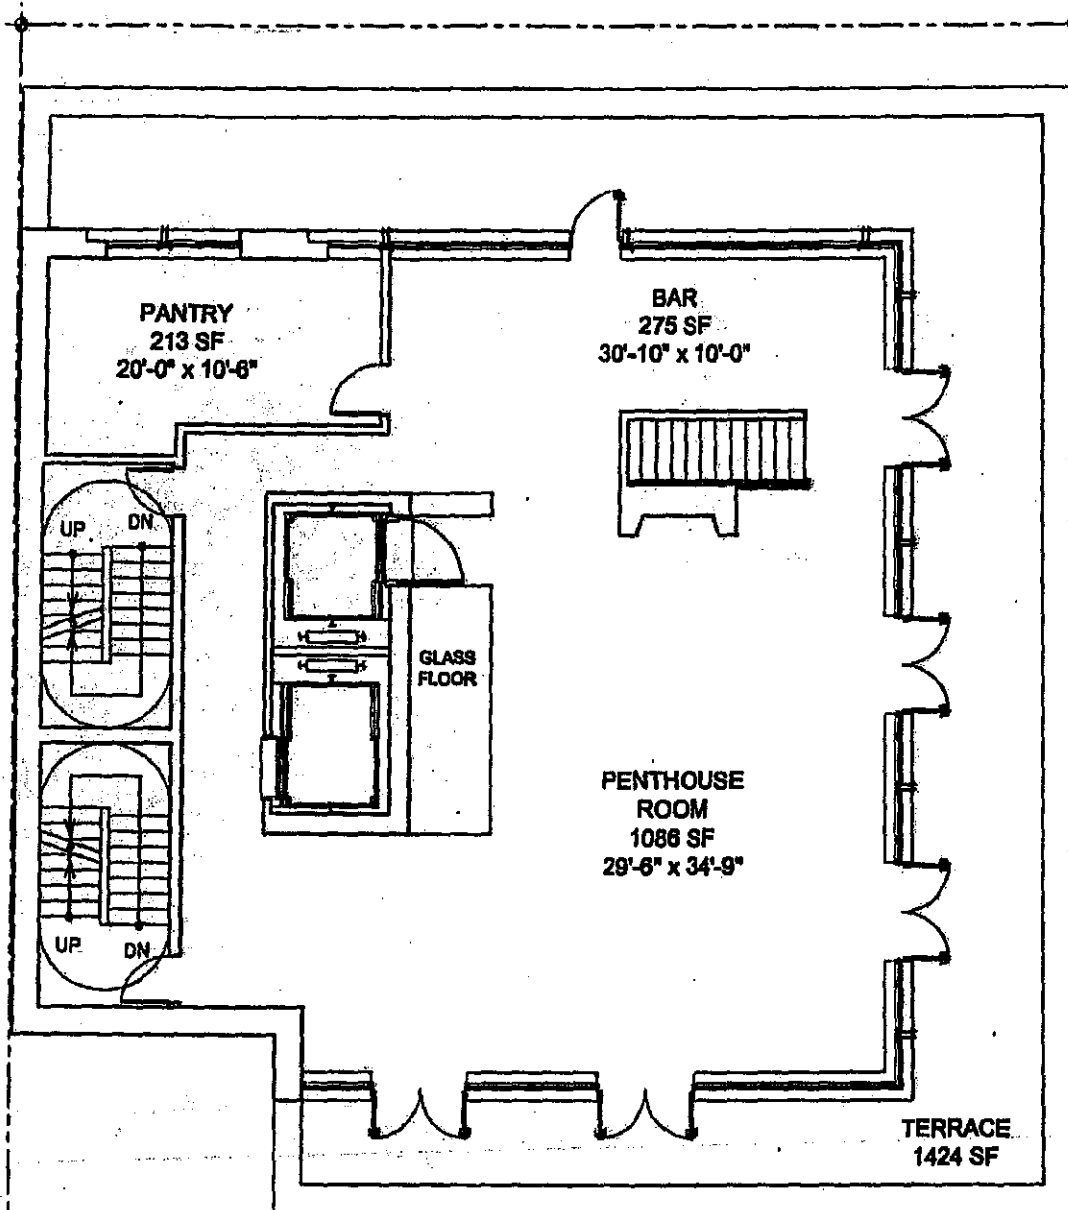 PANTRY
213 SF
20'-0" x 10'-6"
BAR
275 SF
30'-10" x 10'-0"
UP
DN
GLASS
FLOOR
PENTHOUSE
ROOM
1086 SF
29'-6" x 34'-9"
UP
DN
TERRACE
1424 SF